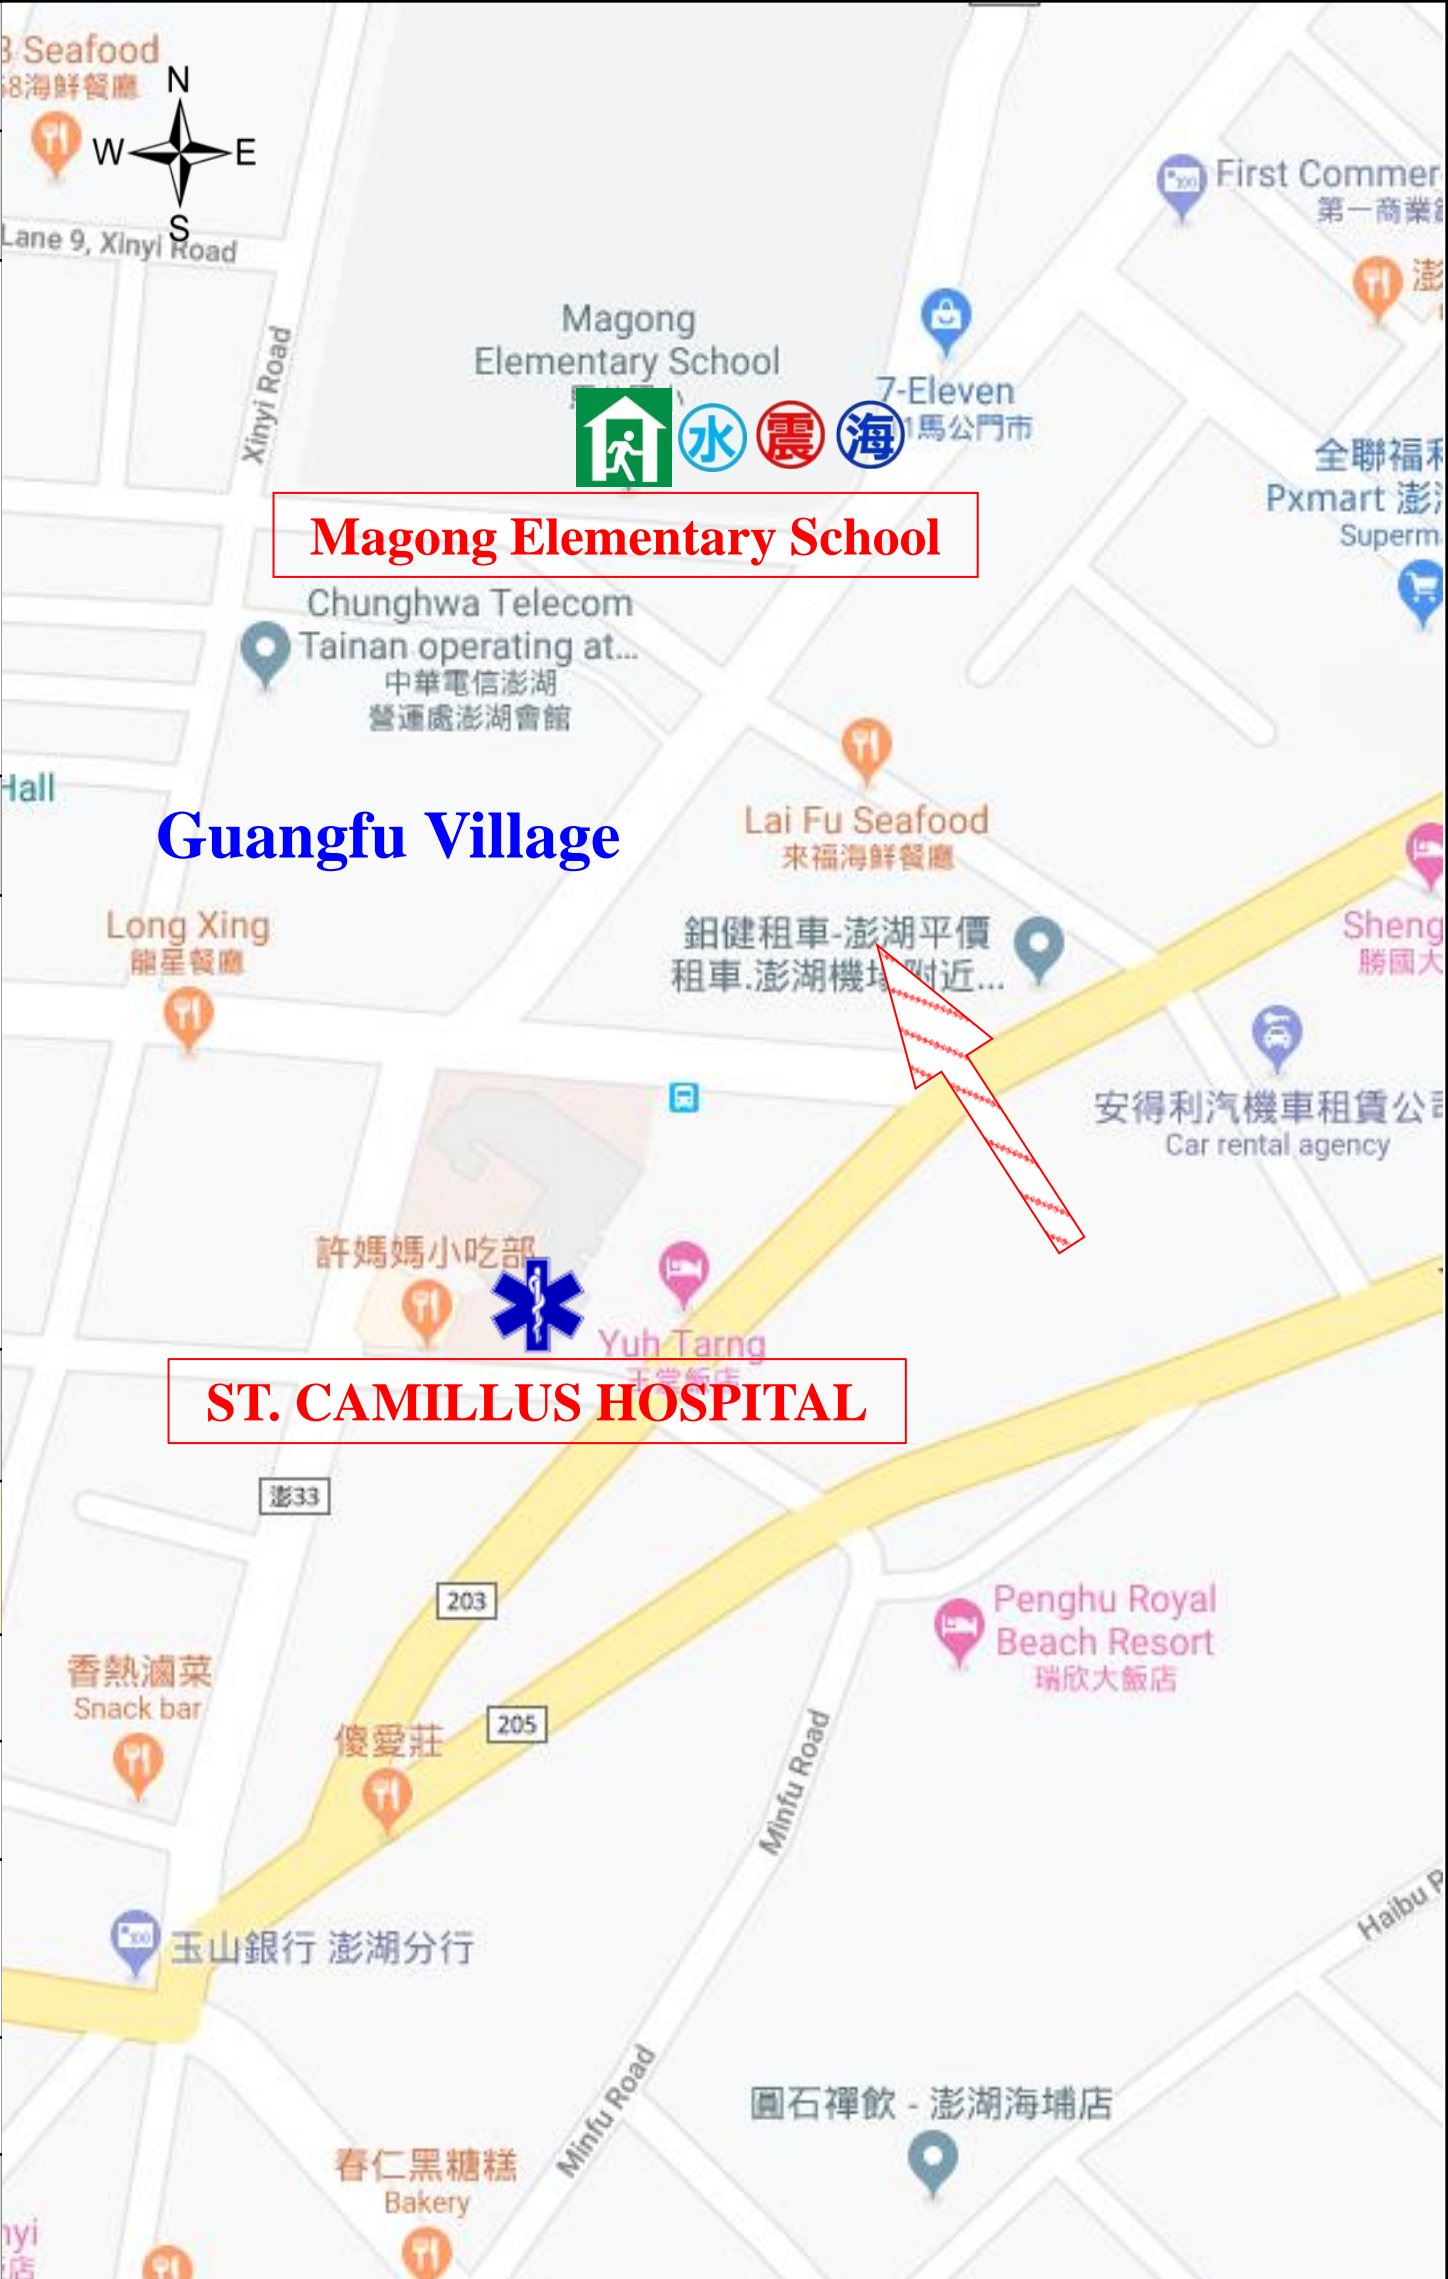 Seafood
海鮮餐廳
N
W
E
S
Lane 9, Xinyi Road
First Commer
第一商業
Xinyi Road
Magong
Elementary School
7-Eleven
馬公門市
水 震 海
全聯福利
Pxmart 澎湖
Superm
Magong Elementary School
Chunghwa Telecom
Tainan operating at...
中華電信澎湖
營運處澎湖會館
Hall
Guangfu Village
Lai Fu Seafood
來福海鮮餐廳
Long Xing
龍星餐廳
鈤健租車-澎湖平價
租車.澎湖機場附近...
Sheng
勝國大
安得利汽機車租賃公司
Car rental agency
許媽媽小吃部
Yuh Tarng
玉堂飯店
ST. CAMILLUS HOSPITAL
澎33
203
Penghu Royal
Beach Resort
瑞欣大飯店
香熱滷菜
Snack bar
205
傻愛莊
Minfu Road
玉山銀行 澎湖分行
Haibu R
圓石禪飲 - 澎湖海埔店
Minfu Road
春仁黑糖糕
Bakery
nyi
店